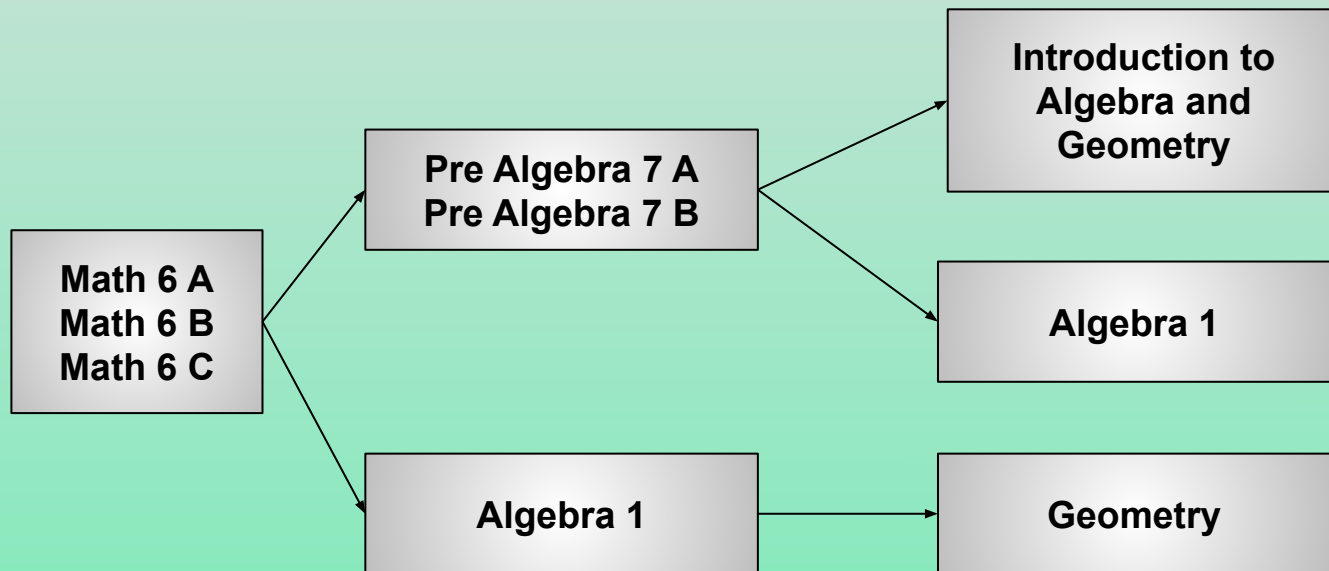 Math 6 A
Math 6 B
Math 6 C
Pre Algebra 7 A
Pre Algebra 7 B
Algebra 1
Introduction to
Algebra and
Geometry
Algebra 1
Geometry